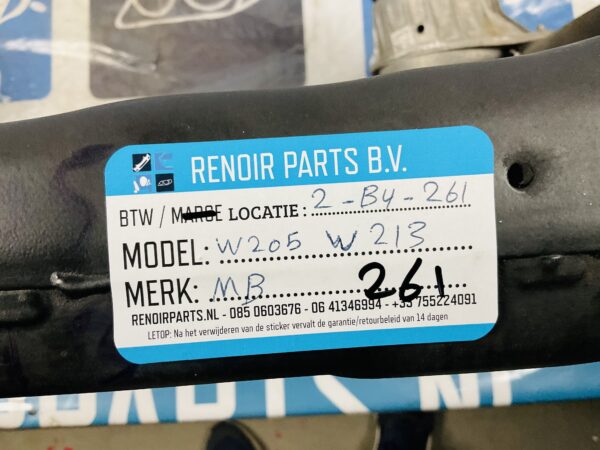 RENOIR PARTS B.V.
BTW / MARGE LOCATIE: 2-B4-261
MODEL: W205 W213
MERK: MB 261
RENOIRPARTS.NL - 085 0603676 - 06 41346994 - +33 755224091
LETOP: Na het verwijderen van de sticker vervalt de garantie/retourbeleid van 14 dagen